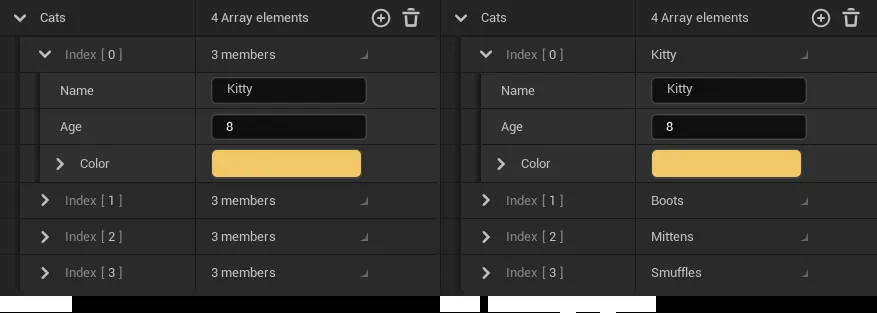 Cats 4 Array elements
Index [ 0 ] 3 members
Name Kitty
Age 8
Color
Index [ 1 ] 3 members
Index [ 2 ] 3 members
Index [ 3 ] 3 members
Cats 4 Array elements
Index [ 0 ] Kitty
Name Kitty
Age 8
Color
Index [ 1 ] Boots
Index [ 2 ] Mittens
Index [ 3 ] Smuffles